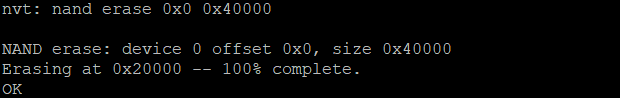 nvt: nand erase 0x0 0x40000
NAND erase: device 0 offset 0x0, size 0x40000
Erasing at 0x20000 -- 100% complete.
OK